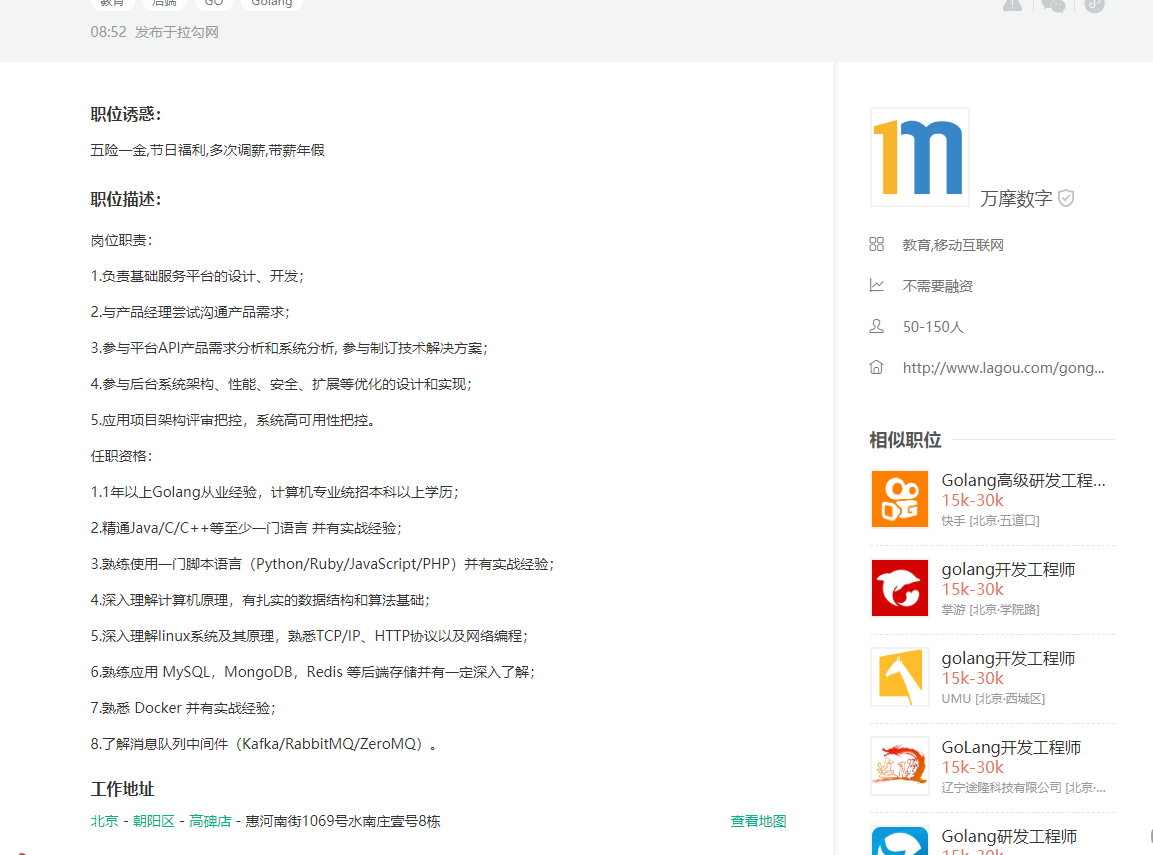 教育 后端 GO Golang
08:52 发布于拉勾网
职位诱惑：
五险一金,节日福利,多次调薪,带薪年假
职位描述：
岗位职责：
1.负责基础服务平台的设计、开发；
2.与产品经理尝试沟通产品需求；
3.参与平台API产品需求分析和系统分析, 参与制订技术解决方案；
4.参与后台系统架构、性能、安全、扩展等优化的设计和实现；
5.应用项目架构评审把控，系统高可用性把控。
任职资格：
1.1年以上Golang从业经验，计算机专业统招本科以上学历；
2.精通Java/C/C++等至少一门语言 并有实战经验；
3.熟练使用一门脚本语言（Python/Ruby/JavaScript/PHP）并有实战经验；
4.深入理解计算机原理，有扎实的数据结构和算法基础；
5.深入理解linux系统及其原理，熟悉TCP/IP、HTTP协议以及网络编程；
6.熟练应用 MySQL，MongoDB，Redis 等后端存储并有一定深入了解；
7.熟悉 Docker 并有实战经验；
8.了解消息队列中间件（Kafka/RabbitMQ/ZeroMQ）。
工作地址
北京 - 朝阳区 - 高碑店 - 惠河南街1069号水南庄壹号8栋
查看地图
1m
万摩数字
教育,移动互联网
不需要融资
50-150人
http://www.lagou.com/gong...
相似职位
Golang高级研发工程...
15k-30k
快手 [北京·五道口]
golang开发工程师
15k-30k
掌游 [北京·学院路]
golang开发工程师
15k-30k
UMU [北京·西城区]
GoLang开发工程师
15k-30k
辽宁途隆科技有限公司 [北京·...
Golang研发工程师
15k-30k